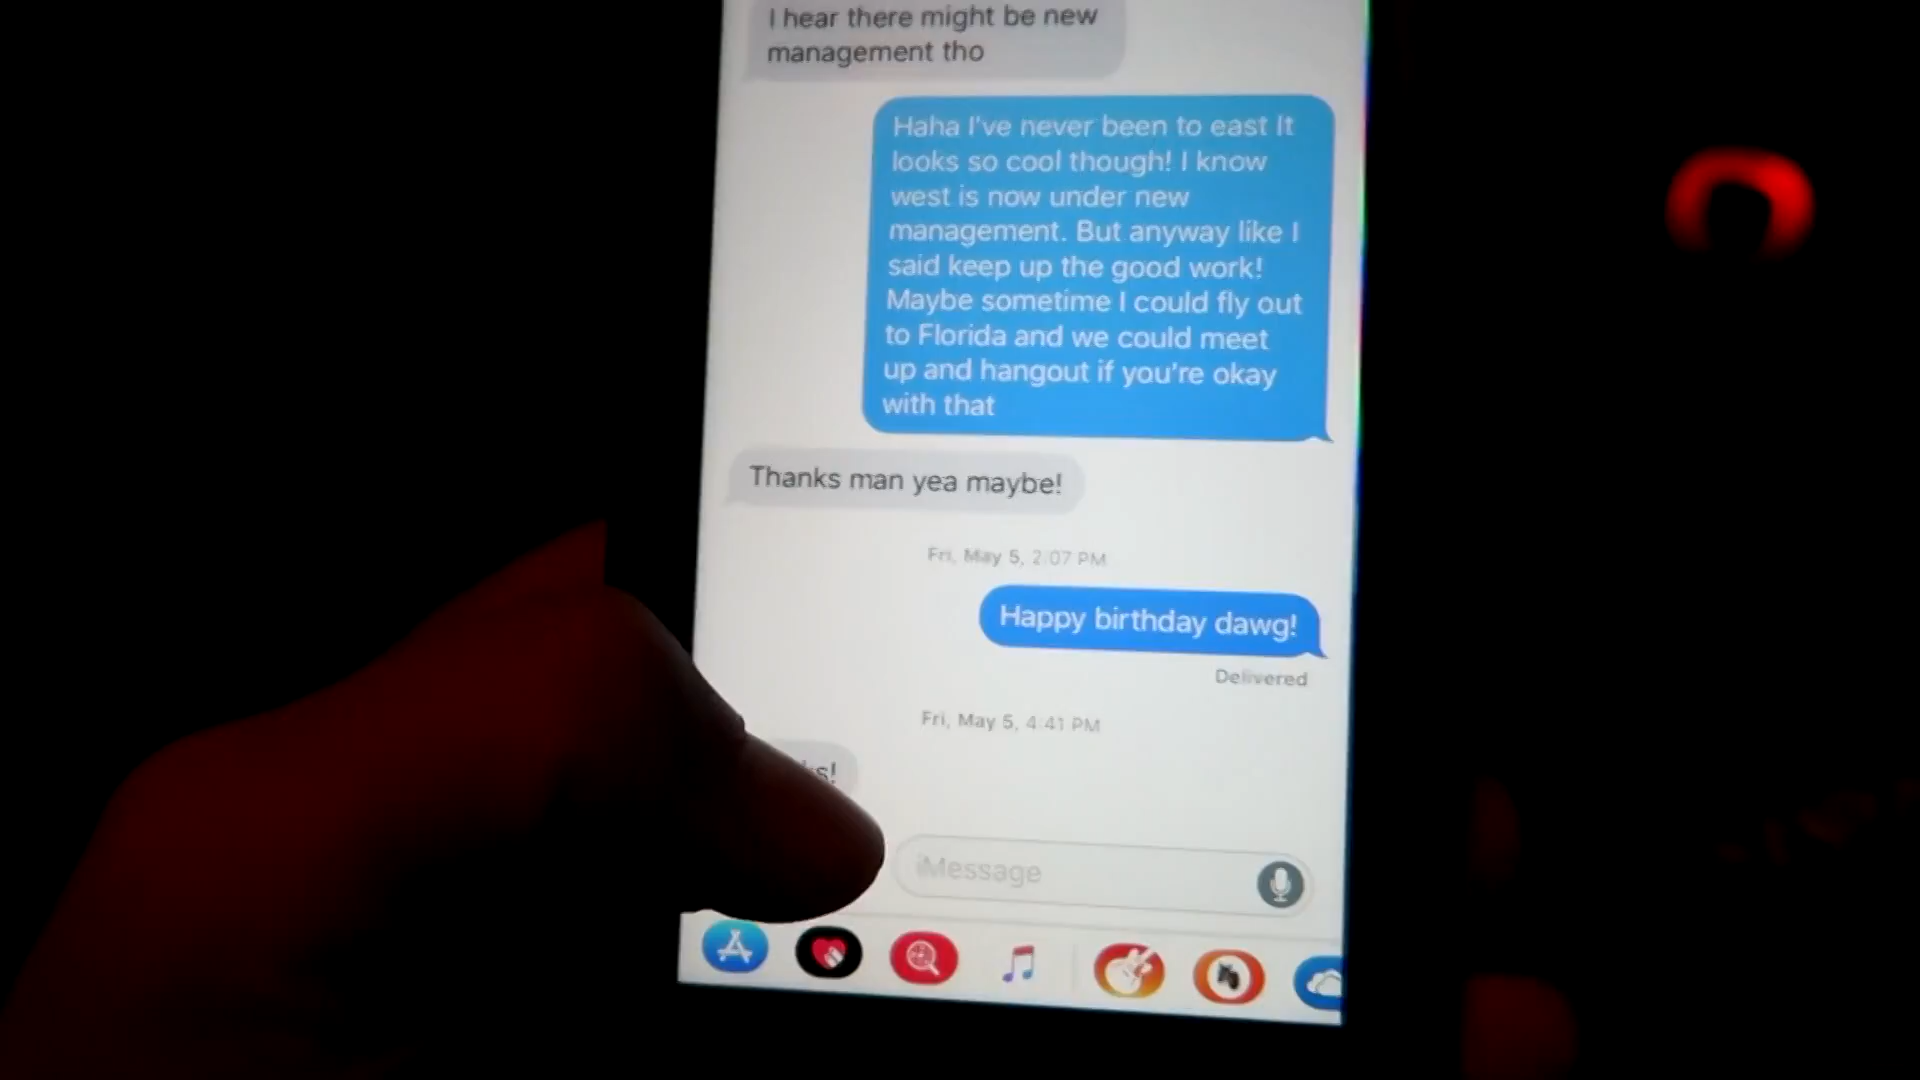 I hear there might be new
management tho
Haha I've never been to east It
looks so cool though! I know
west is now under new
management. But anyway like I
said keep up the good work!
Maybe sometime I could fly out
to Florida and we could meet
up and hangout if you're okay
with that
Thanks man yea maybe!
Fri, May 5, 2:07 PM
Happy birthday dawg!
Delivered
Fri, May 5, 4:41 PM
iMessage